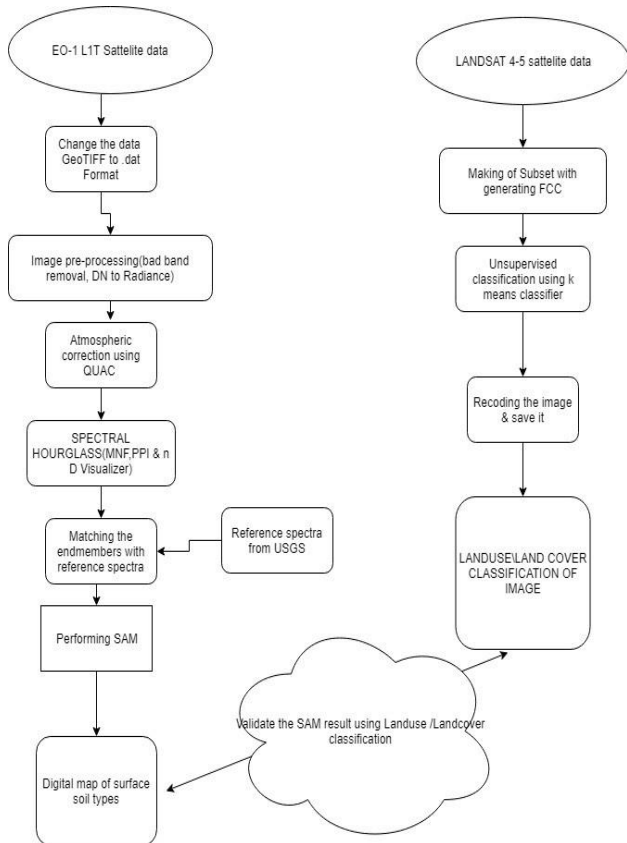 EO-1 L1T Sattelite data
Change the data
GeoTIFF to .dat
Format
Image pre-processing(bad band
removal, DN to Radiance)
Atmospheric
correction using
QUAC
SPECTRAL
HOURGLASS(MNF,PPI & n
D Visualizer)
Matching the
endmembers with
reference spectra
Reference spectra
from USGS
Performing SAM
Digital map of surface
soil types
LANDSAT 4-5 sattelite data
Making of Subset with
generating FCC
Unsupervised
classification using k
means classifier
Recoding the image
& save it
LANDUSE\LAND COVER
CLASSIFICATION OF
IMAGE
Validate the SAM result using Landuse /Landcover
classification